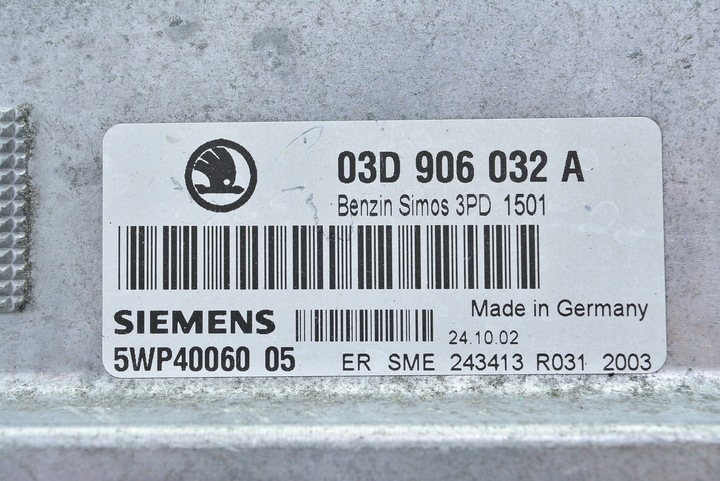 03D 906 032 A
Benzin Simos 3PD 1501
Made in Germany
SIEMENS
24.10.02
5WP40060 05 ER SME 243413 R031 2003